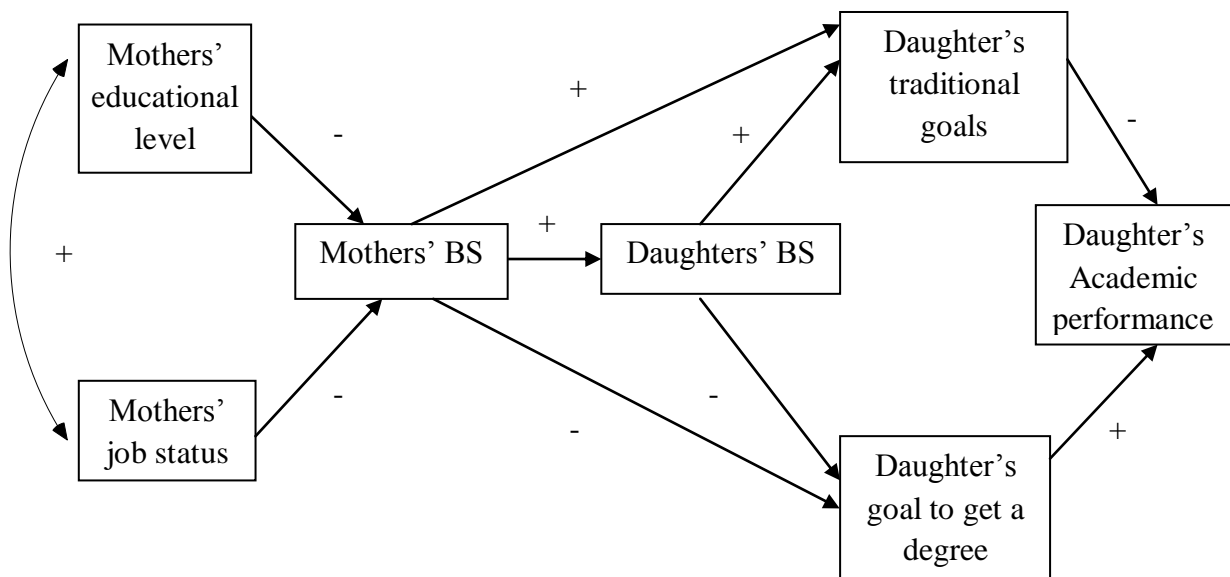 Mothers’
educational
level
-
+
Mothers’
job status
-
Mothers’ BS
+
+
-
Daughters’ BS
+
-
Daughter’s
traditional
goals
-
Daughter’s
goal to get a
degree
+
Daughter’s
Academic
performance